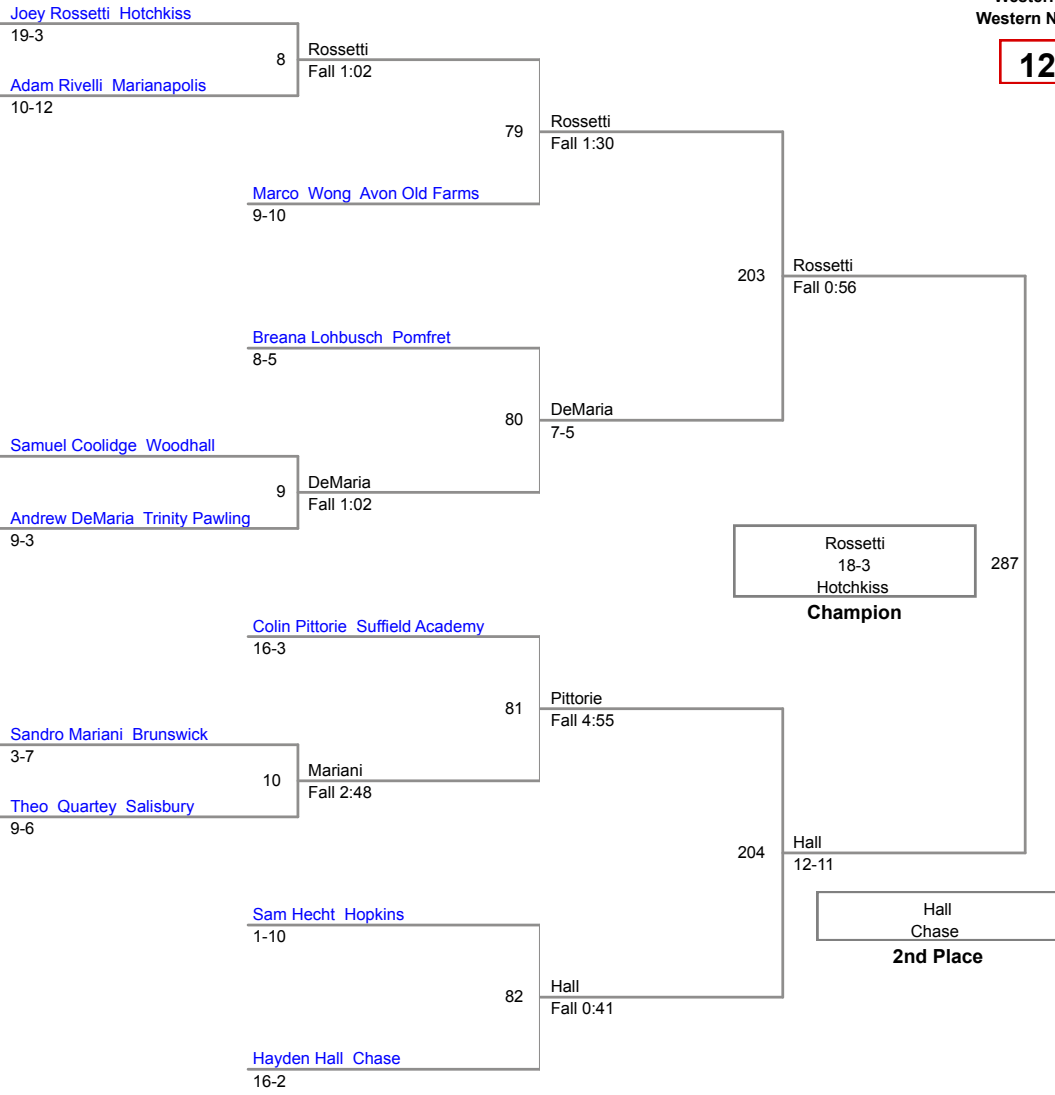 Joey Rossetti  Hotchkiss
19-3
8
Rossetti
Fall 1:02
Adam Rivelli  Marianapolis
10-12
79
Rossetti
Fall 1:30
Marco  Wong  Avon Old Farms
9-10
203
Rossetti
Fall 0:56
Breana Lohbusch  Pomfret
8-5
80
DeMaria
7-5
Samuel Coolidge  Woodhall
9
DeMaria
Fall 1:02
Andrew DeMaria  Trinity Pawling
9-3
Rossetti
18-3
Hotchkiss
Champion
287
Colin Pittorie  Suffield Academy
16-3
81
Pittorie
Fall 4:55
Sandro Mariani  Brunswick
3-7
10
Mariani
Fall 2:48
Theo  Quartey  Salisbury
9-6
204
Hall
12-11
Hall
Chase
2nd Place
Sam Hecht  Hopkins
1-10
82
Hall
Fall 0:41
Hayden Hall  Chase
16-2
Western
Western N
12